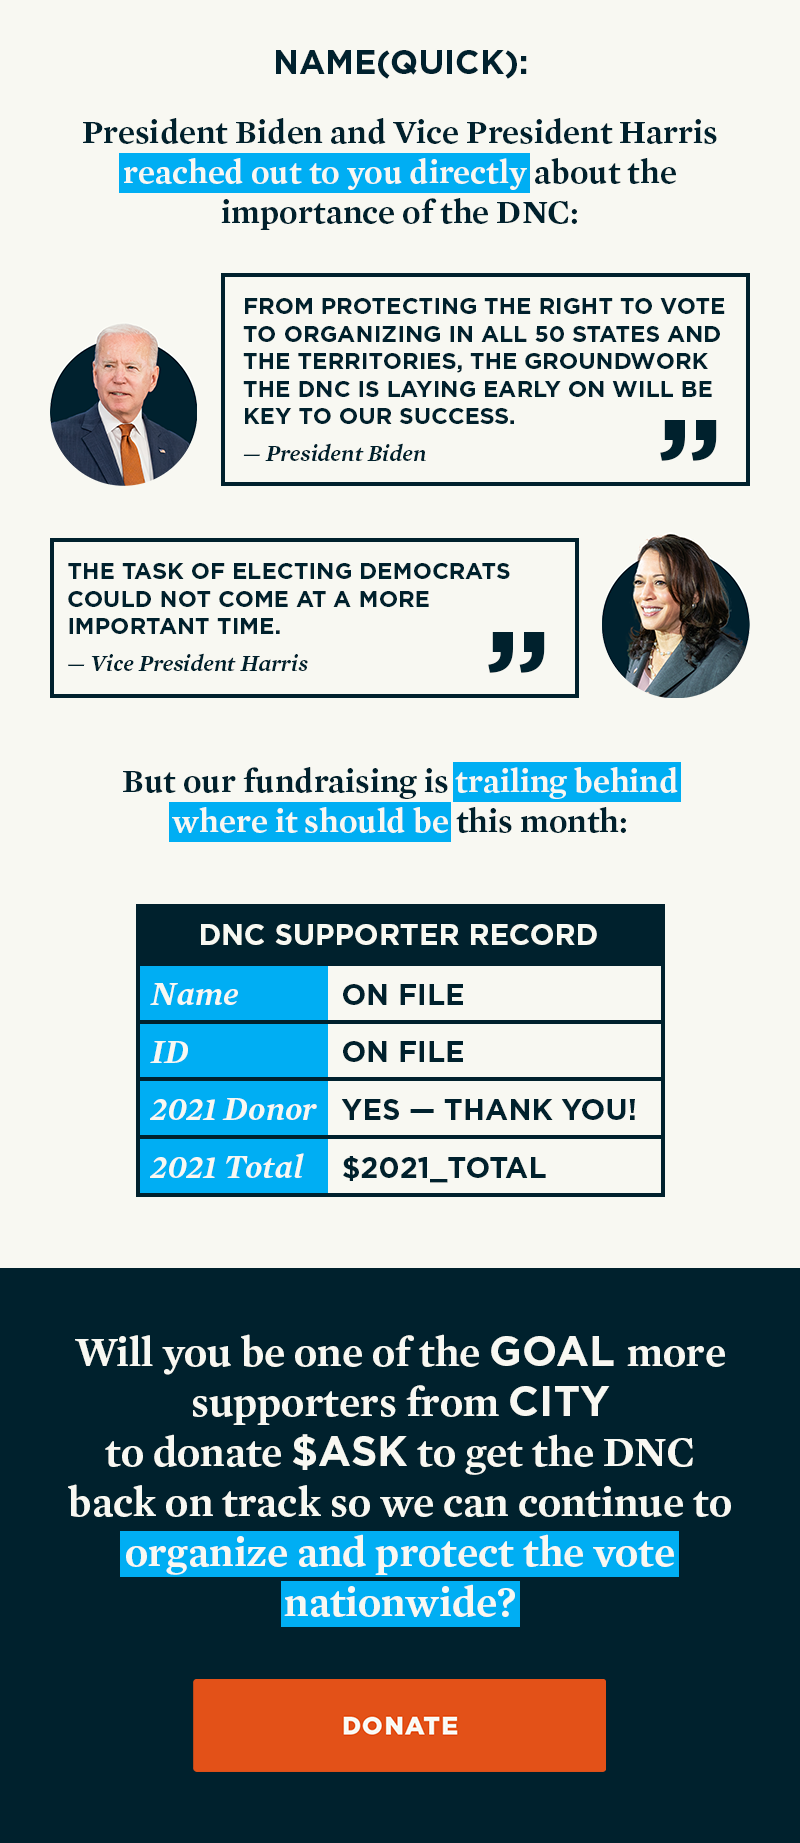 NAME(QUICK):
President Biden and Vice President Harris
reached out to you directly about the
importance of the DNC:
FROM PROTECTING THE RIGHT TO VOTE
TO ORGANIZING IN ALL 50 STATES AND
THE TERRITORIES, THE GROUNDWORK
THE DNC IS LAYING EARLY ON WILL BE
KEY TO OUR SUCCESS.
— President Biden
”
THE TASK OF ELECTING DEMOCRATS
COULD NOT COME AT A MORE
IMPORTANT TIME.
— Vice President Harris
”
But our fundraising is trailing behind
where it should be this month:
DNC SUPPORTER RECORD
Name ON FILE
ID ON FILE
2021 Donor YES — THANK YOU!
2021 Total $2021_TOTAL
Will you be one of the GOAL more
supporters from CITY
to donate $ASK to get the DNC
back on track so we can continue to
organize and protect the vote
nationwide?
DONATE